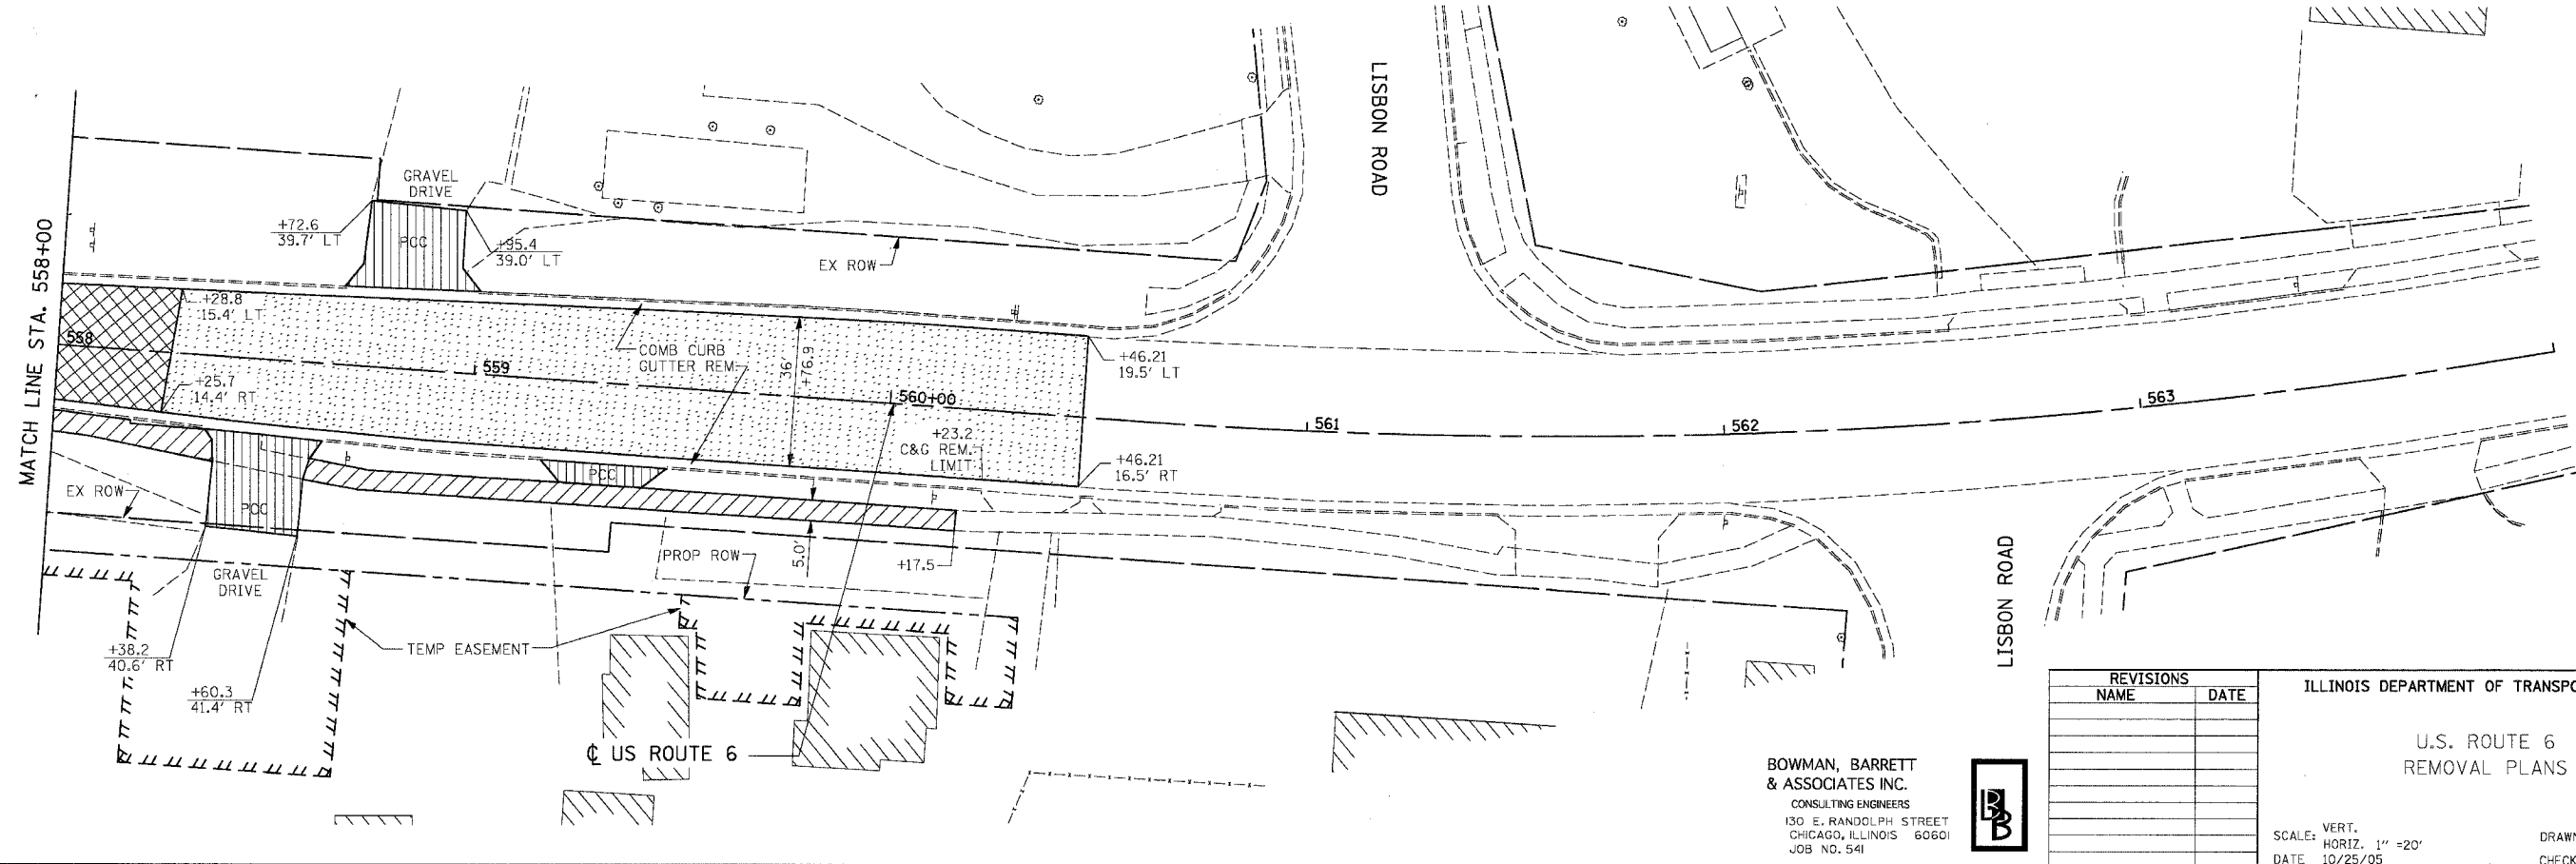 LISBON ROAD
GRAVEL
DRIVE
+72.6
39.7' LT
PCC
+95.4
39.0' LT
EX ROW
MATCH LINE STA. 558+00
+28.8
15.4' LT
558
559
COMB CURB
GUTTER REM.
36'
+76.9
560+00
+46.21
19.5' LT
561
562
563
+25.7
14.4' RT
+23.2
C&G REM.
LIMIT
+46.21
16.5' RT
EX ROW
PCC
PCC
PROP ROW
5.0'
+17.5
GRAVEL
DRIVE
LISBON ROAD
TEMP EASEMENT
+38.2
40.6' RT
+60.3
41.4' RT
℄ US ROUTE 6
BOWMAN, BARRETT
& ASSOCIATES INC.
CONSULTING ENGINEERS
130 E. RANDOLPH STREET
CHICAGO, ILLINOIS 60601
JOB NO. 541
REVISIONS
NAME DATE
ILLINOIS DEPARTMENT OF TRANSPO
U.S. ROUTE 6
REMOVAL PLANS
SCALE: VERT.
HORIZ. 1" =20'
DATE 10/25/05
DRAWN
CHECK